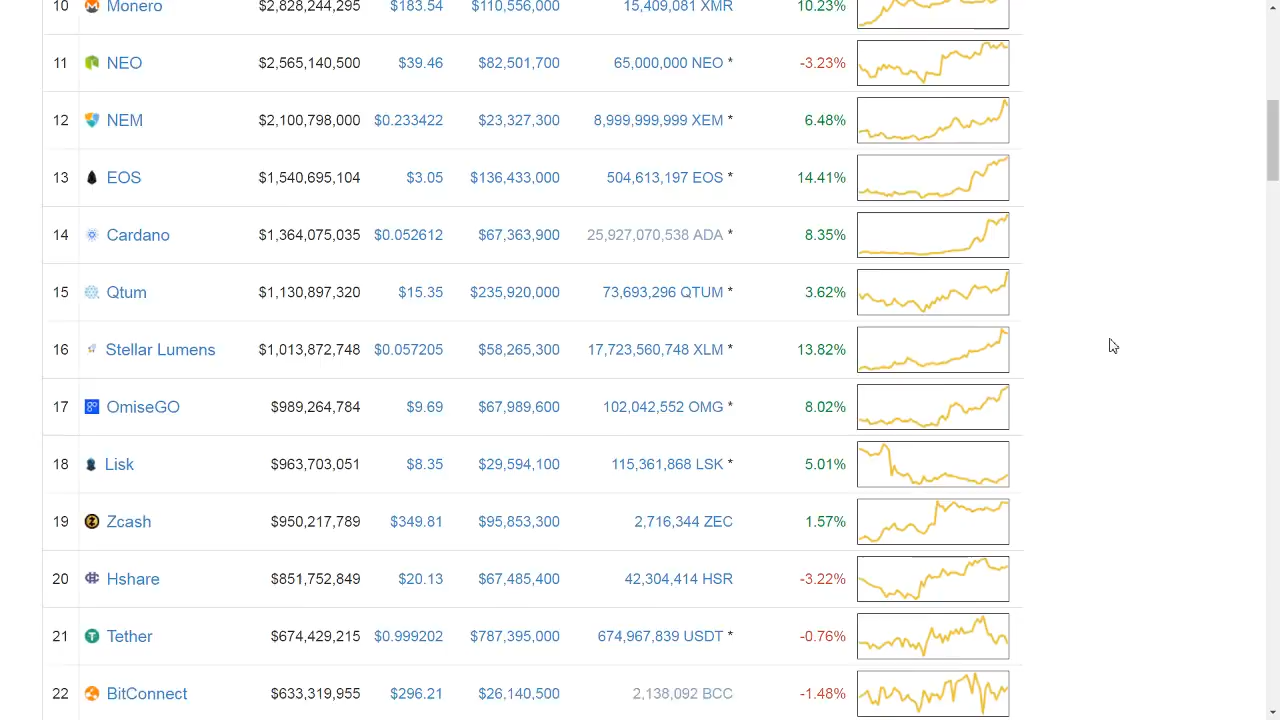 10 Monero $2,828,244,295 $183.54 $110,556,000 15,409,081 XMR 10.23%
11 NEO $2,565,140,500 $39.46 $82,501,700 65,000,000 NEO * -3.23%
12 NEM $2,100,798,000 $0.233422 $23,327,300 8,999,999,999 XEM * 6.48%
13 EOS $1,540,695,104 $3.05 $136,433,000 504,613,197 EOS * 14.41%
14 Cardano $1,364,075,035 $0.052612 $67,363,900 25,927,070,538 ADA * 8.35%
15 Qtum $1,130,897,320 $15.35 $235,920,000 73,693,296 QTUM * 3.62%
16 Stellar Lumens $1,013,872,748 $0.057205 $58,265,300 17,723,560,748 XLM * 13.82%
17 OmiseGO $989,264,784 $9.69 $67,989,600 102,042,552 OMG * 8.02%
18 Lisk $963,703,051 $8.35 $29,594,100 115,361,868 LSK * 5.01%
19 Zcash $950,217,789 $349.81 $95,853,300 2,716,344 ZEC 1.57%
20 Hshare $851,752,849 $20.13 $67,485,400 42,304,414 HSR -3.22%
21 Tether $674,429,215 $0.999202 $787,395,000 674,967,839 USDT * -0.76%
22 BitConnect $633,319,955 $296.21 $26,140,500 2,138,092 BCC -1.48%